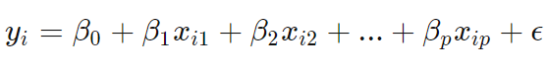 yᵢ = β₀ + β₁xᵢ₁ + β₂xᵢ₂ + ... + βₚxᵢₚ + ϵ